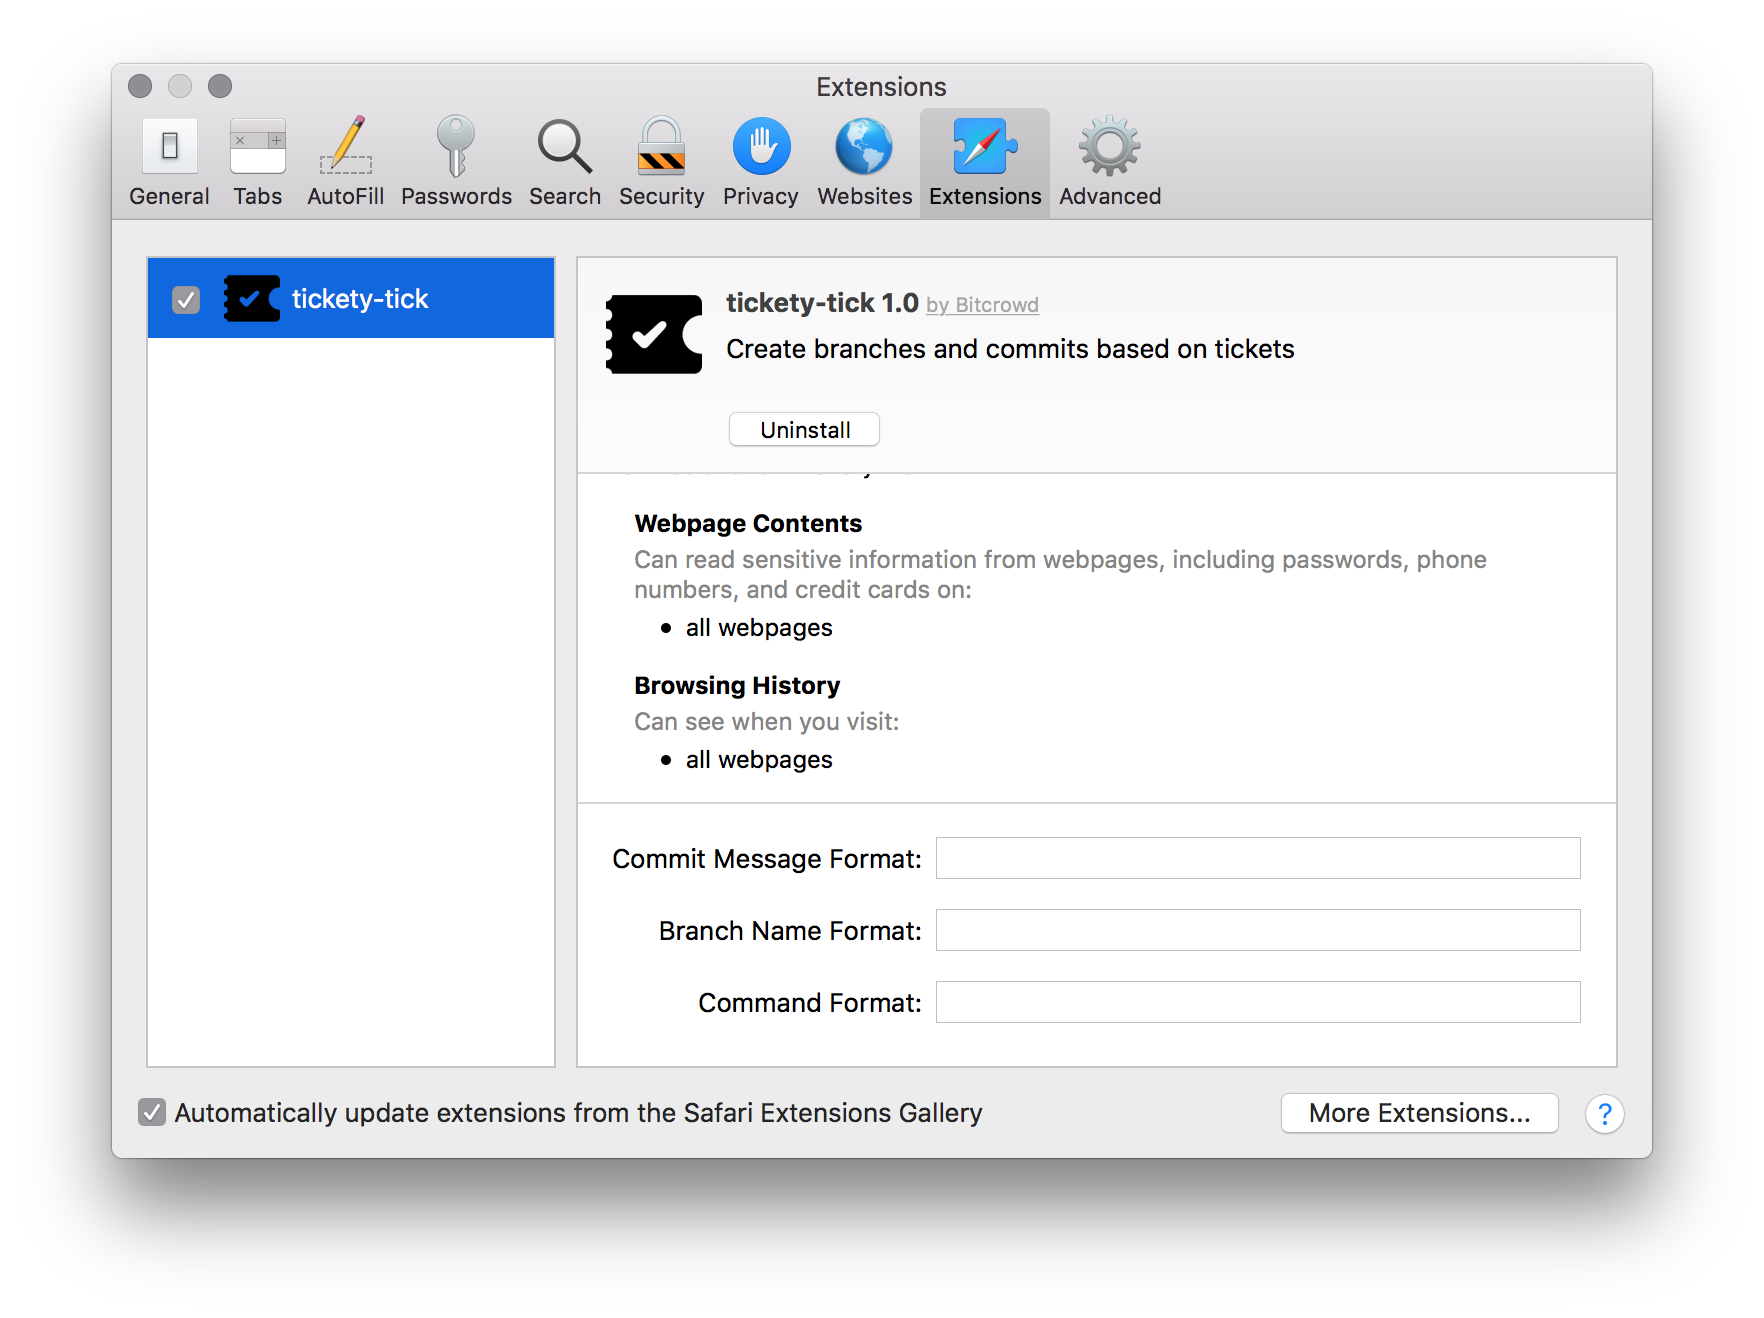 Extensions
General
Tabs
AutoFill
Passwords
Search
Security
Privacy
Websites
Extensions
Advanced
tickety-tick
tickety-tick 1.0 by Bitcrowd
Create branches and commits based on tickets
Uninstall
Webpage Contents
Can read sensitive information from webpages, including passwords, phone
numbers, and credit cards on:
• all webpages
Browsing History
Can see when you visit:
• all webpages
Commit Message Format:
Branch Name Format:
Command Format:
Automatically update extensions from the Safari Extensions Gallery
More Extensions...
?